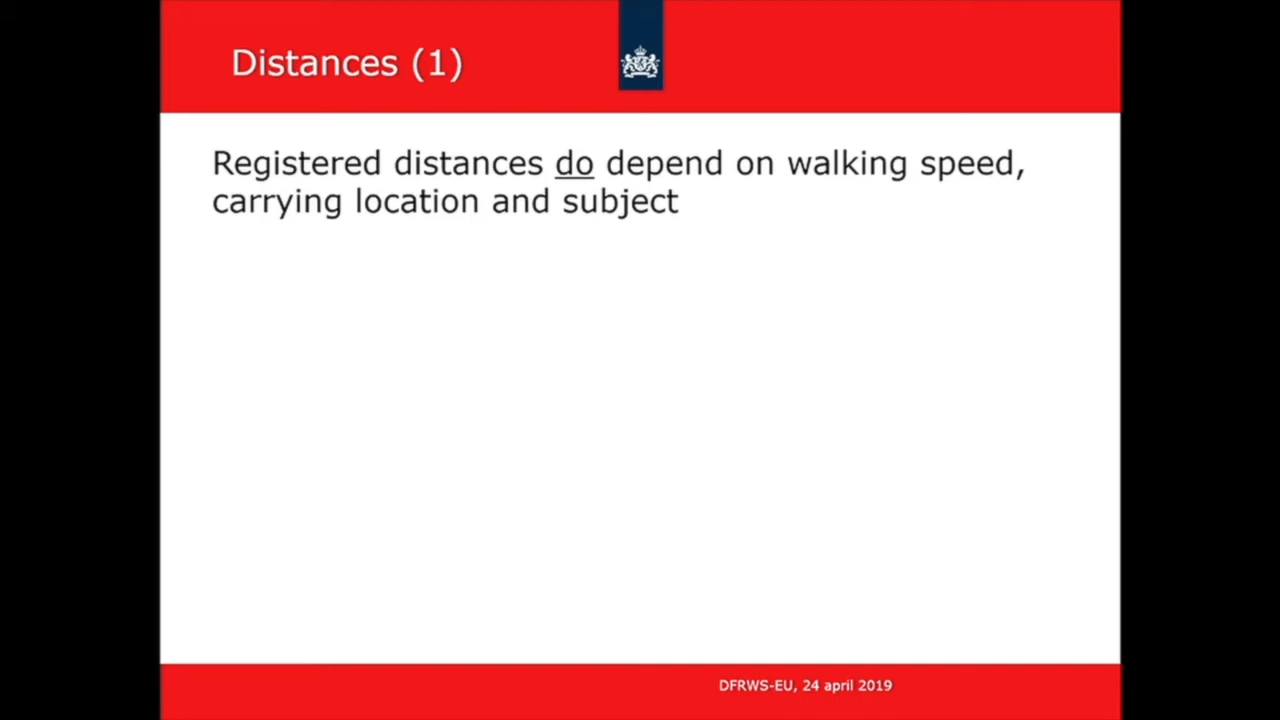 Distances (1)
Registered distances do depend on walking speed,
carrying location and subject
DFRWS-EU, 24 april 2019